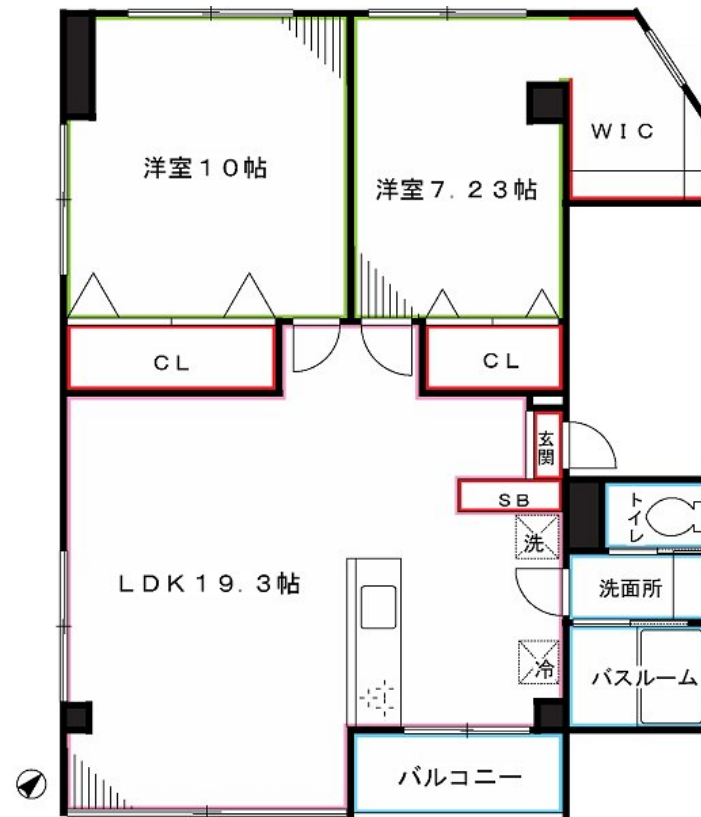 洋室10帖
洋室7.23帖
WIC
CL
CL
玄関
SB
トイレ
洗
LDK19.3帖
洗面所
冷
バスルーム
バルコニー